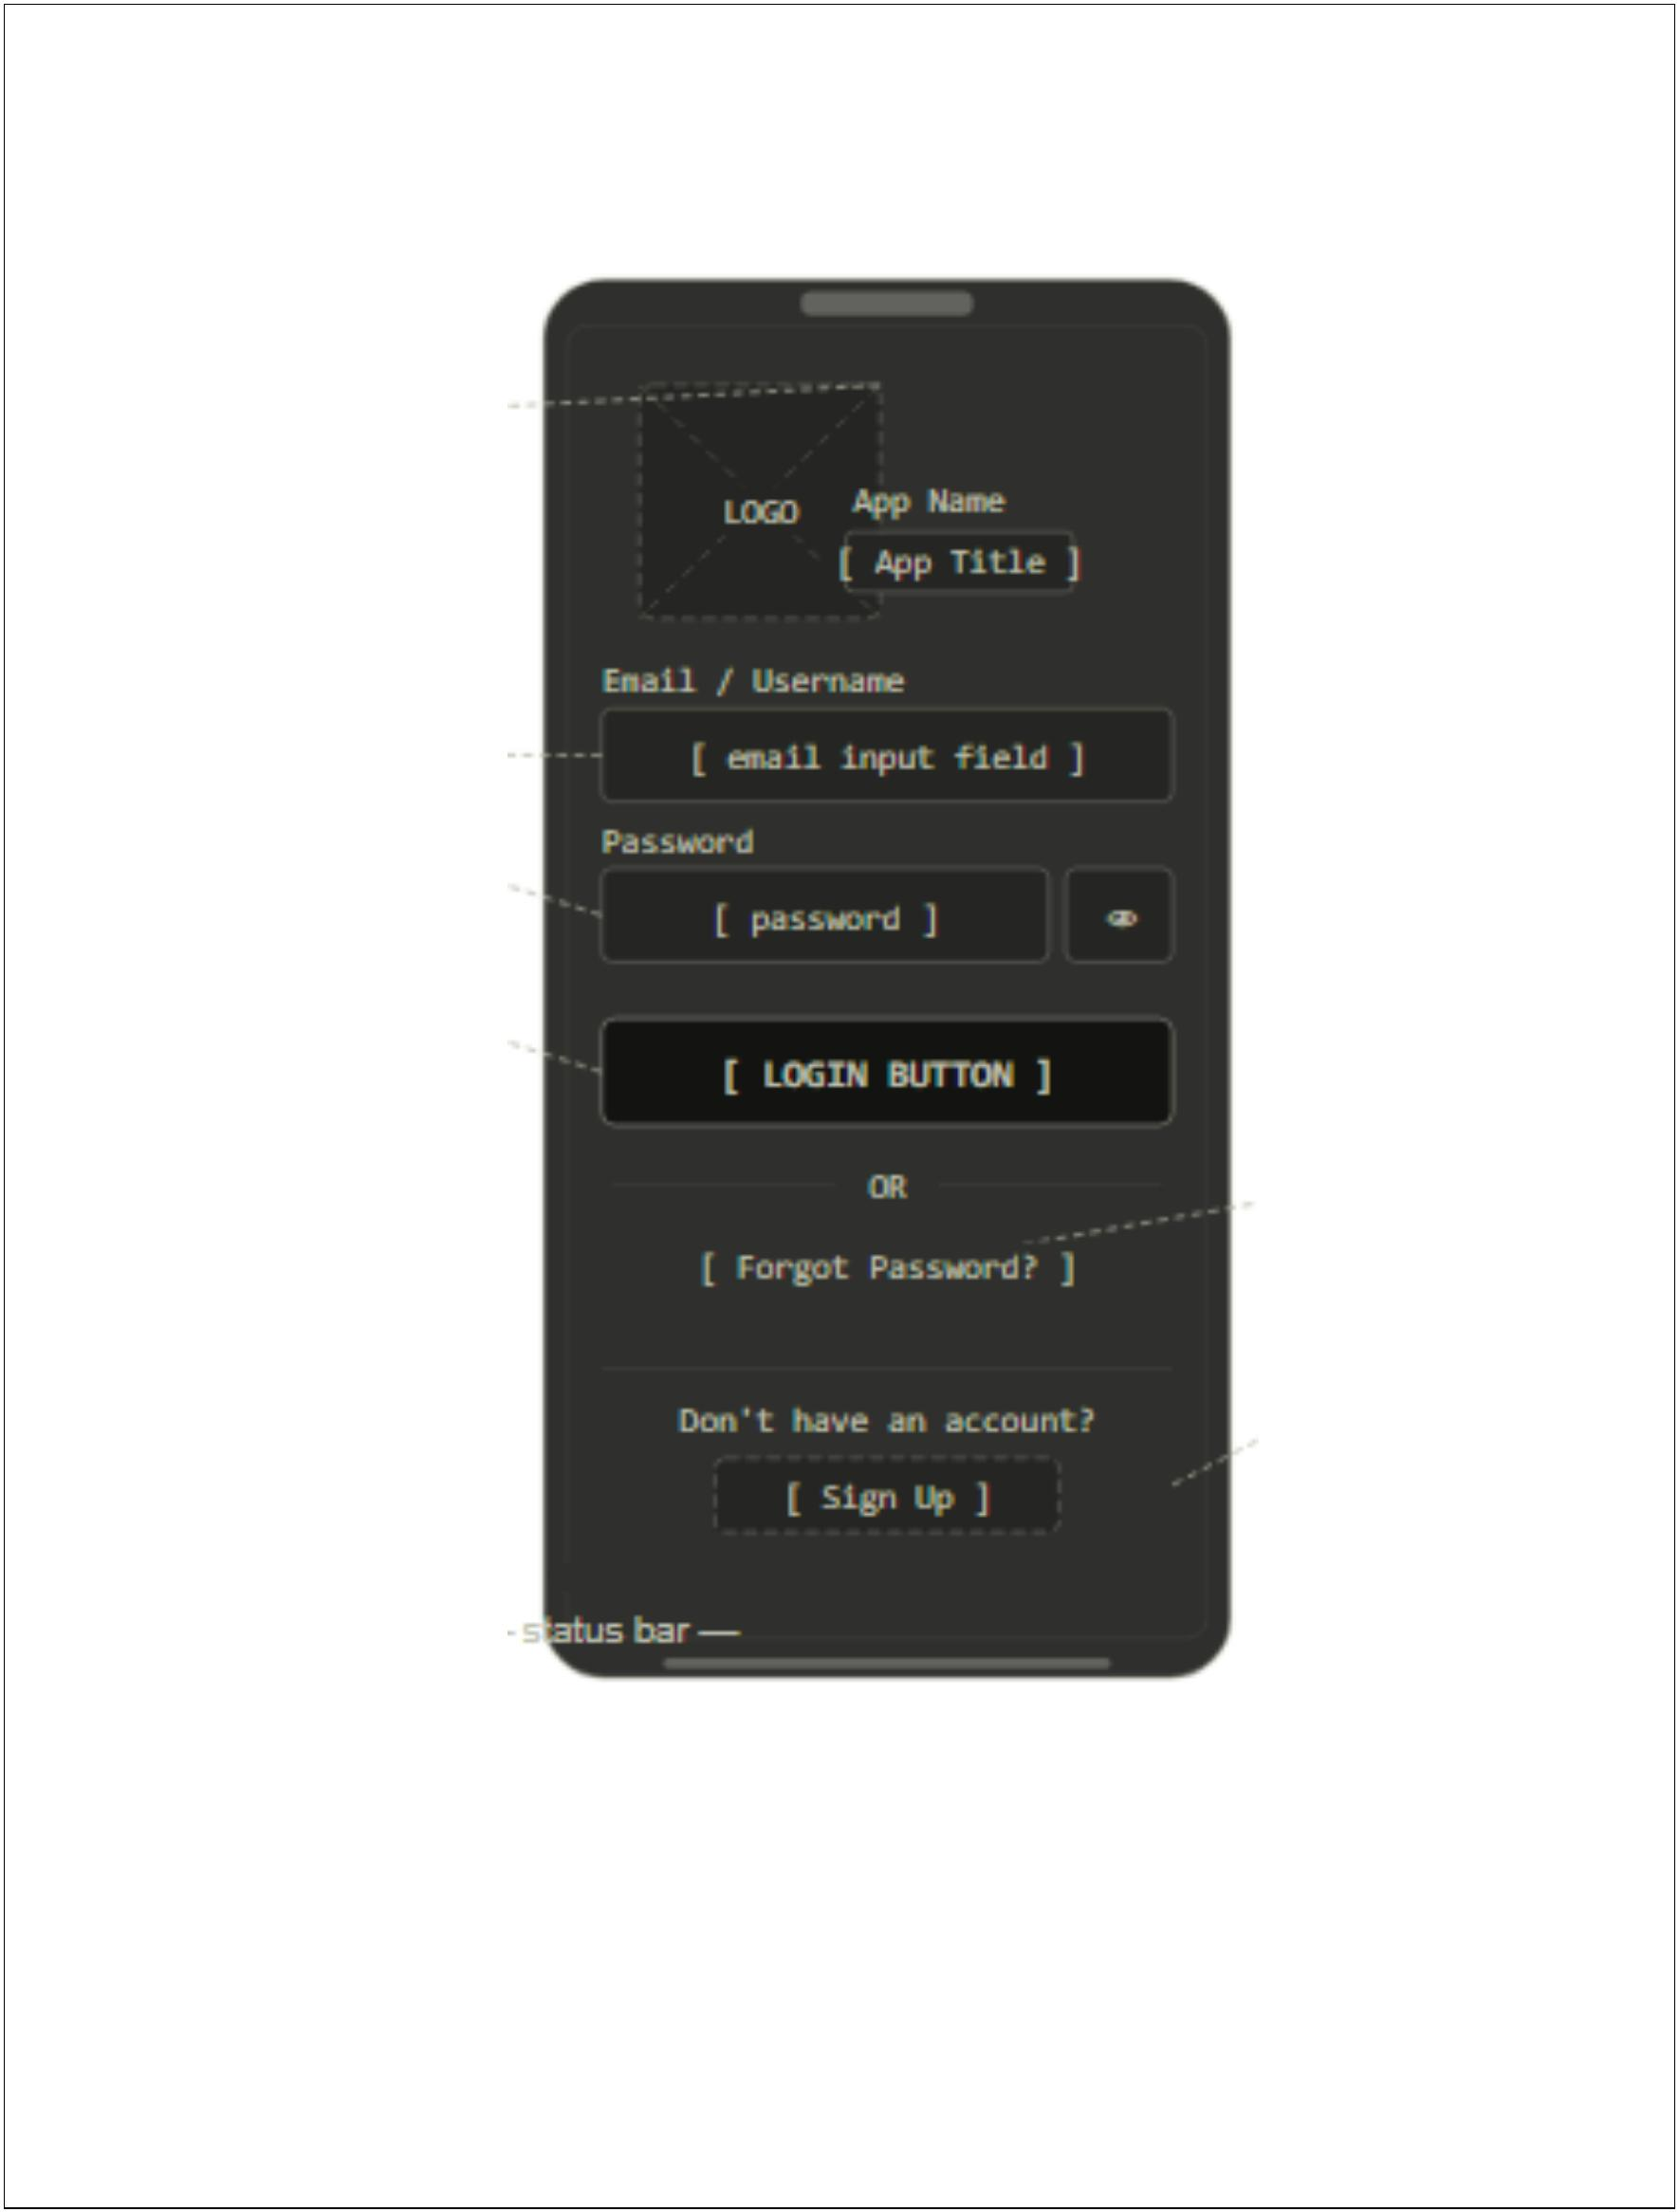 LOGO
App Name
[ App Title ]
Email / Username
[ email input field ]
Password
[ password ]
[ LOGIN BUTTON ]
OR
[ Forgot Password? ]
Don't have an account?
[ Sign Up ]
- status bar —